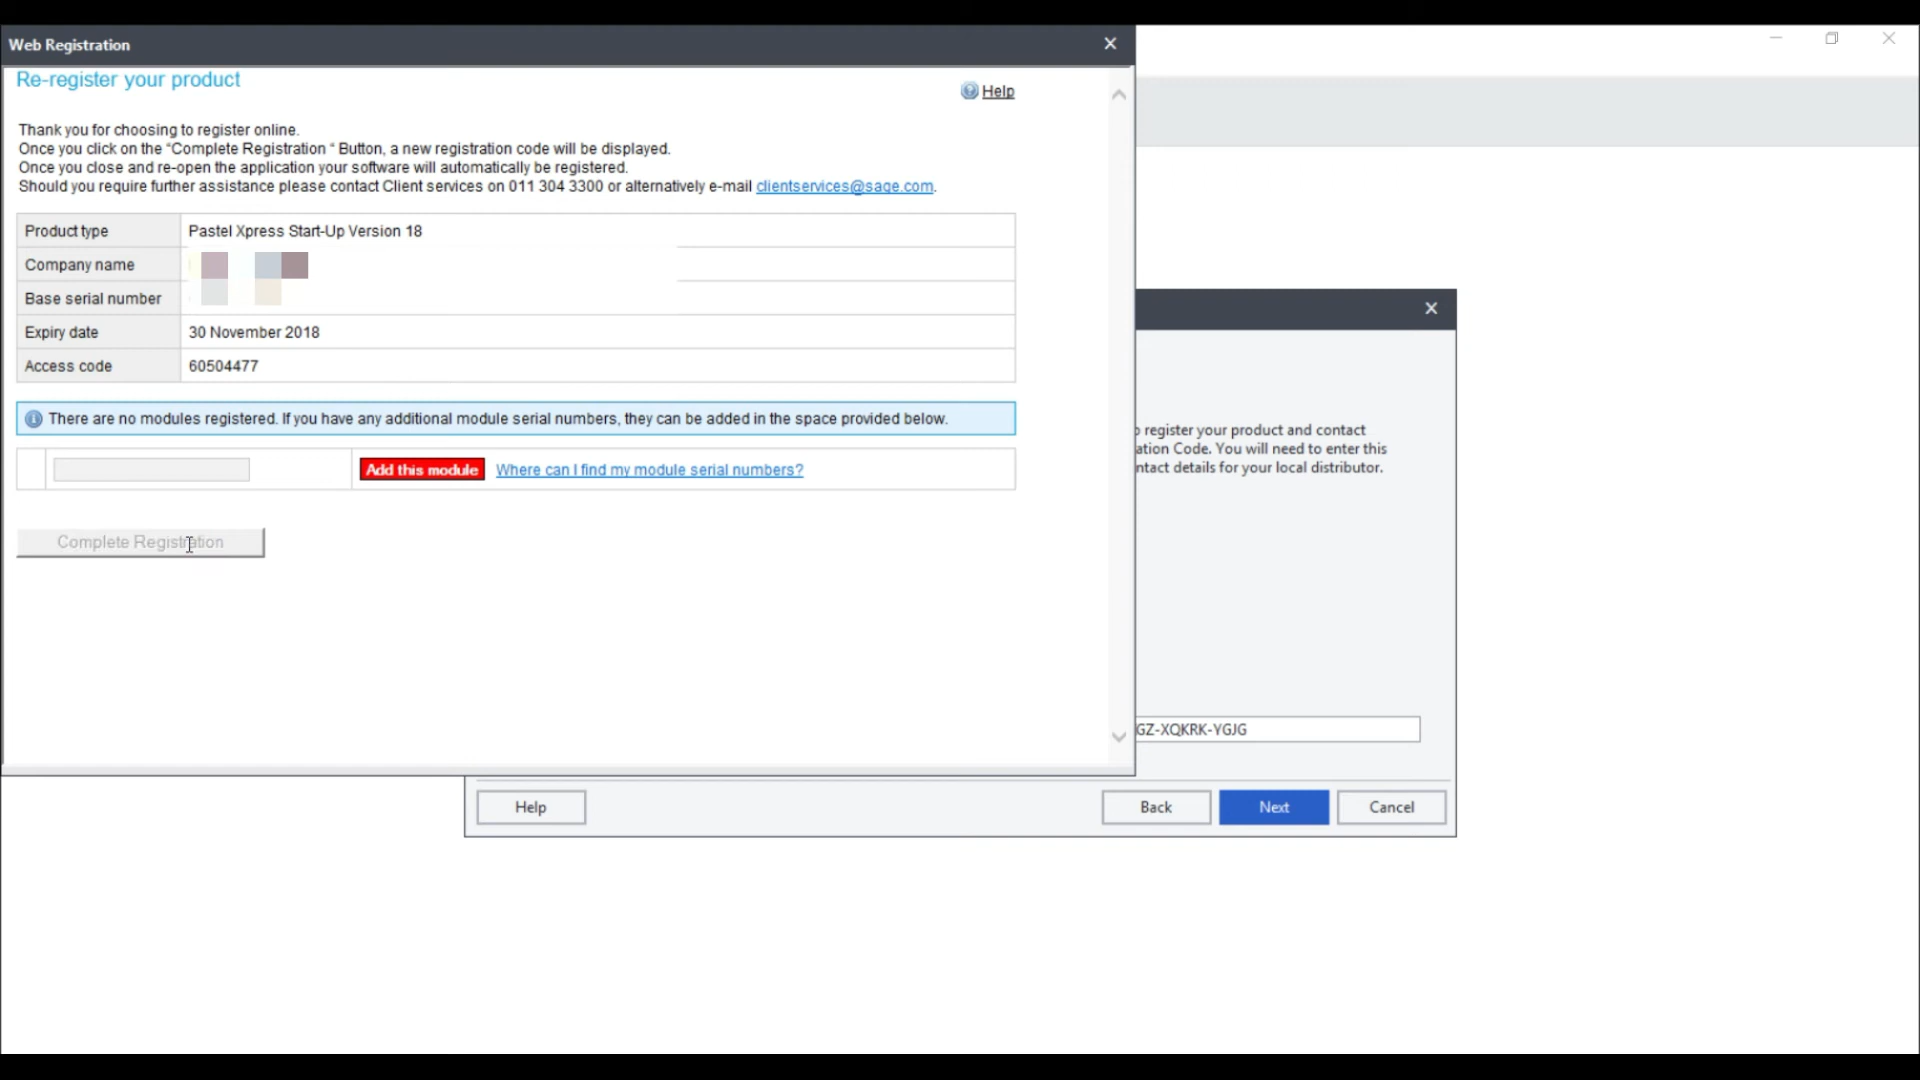 Web Registration
Re-register your product
Help
Thank you for choosing to register online.
Once you click on the "Complete Registration " Button, a new registration code will be displayed.
Once you close and re-open the application your software will automatically be registered.
Should you require further assistance please contact Client services on 011 304 3300 or alternatively e-mail clientservices@sage.com.
Product type Pastel Xpress Start-Up Version 18
Company name
Base serial number
Expiry date 30 November 2018
Access code 60504477
There are no modules registered. If you have any additional module serial numbers, they can be added in the space provided below.
Add this module Where can I find my module serial numbers?
Complete Registration
register your product and contact
ation Code. You will need to enter this
ntact details for your local distributor.
GZ-XQKRK-YGJG
Help Back Next Cancel